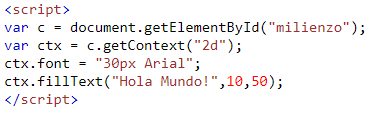 <script>
var c = document.getElementById("milienzo");
var ctx = c.getContext("2d");
ctx.font = "30px Arial";
ctx.fillText("Hola Mundo!",10,50);
</script>